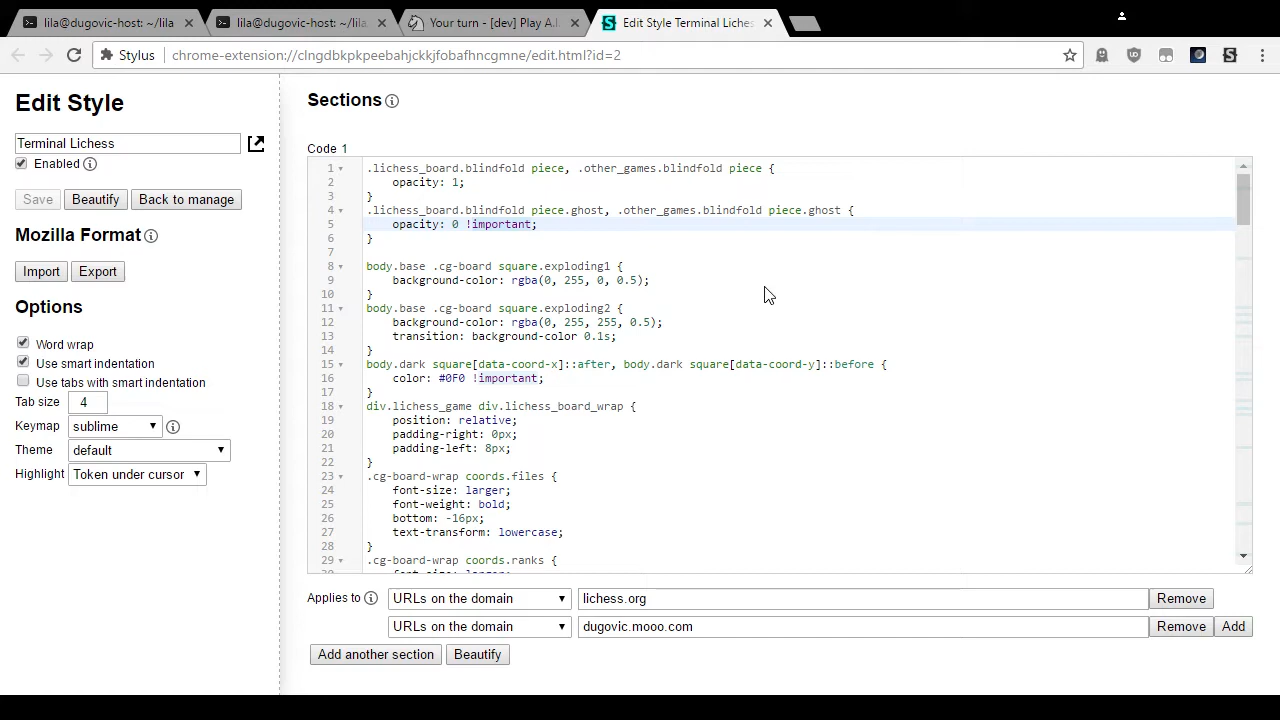 lila@dugovic-host: ~/lila
lila@dugovic-host: ~/lila
Your turn - [dev] Play A.I.
Edit Style Terminal Liches
Stylus
chrome-extension://clngdbkpkpeebahjckkjfobafhncgmne/edit.html?id=2
Edit Style
Terminal Lichess
Enabled
Save
Beautify
Back to manage
Mozilla Format
Import
Export
Options
Word wrap
Use smart indentation
Use tabs with smart indentation
Tab size
4
Keymap
sublime
Theme
default
Highlight
Token under cursor
Sections
Code 1
1 .lichess_board.blindfold piece, .other_games.blindfold piece {
2 opacity: 1;
3 }
4 .lichess_board.blindfold piece.ghost, .other_games.blindfold piece.ghost {
5 opacity: 0 !important;
6 }
7
8 body.base .cg-board square.exploding1 {
9 background-color: rgba(0, 255, 0, 0.5);
10 }
11 body.base .cg-board square.exploding2 {
12 background-color: rgba(0, 255, 255, 0.5);
13 transition: background-color 0.1s;
14 }
15 body.dark square[data-coord-x]::after, body.dark square[data-coord-y]::before {
16 color: #0F0 !important;
17 }
18 div.lichess_game div.lichess_board_wrap {
19 position: relative;
20 padding-right: 0px;
21 padding-left: 8px;
22 }
23 .cg-board-wrap coords.files {
24 font-size: larger;
25 font-weight: bold;
26 bottom: -16px;
27 text-transform: lowercase;
28 }
29 .cg-board-wrap coords.ranks {
Applies to
URLs on the domain
lichess.org
Remove
URLs on the domain
dugovic.mooo.com
Remove
Add
Add another section
Beautify